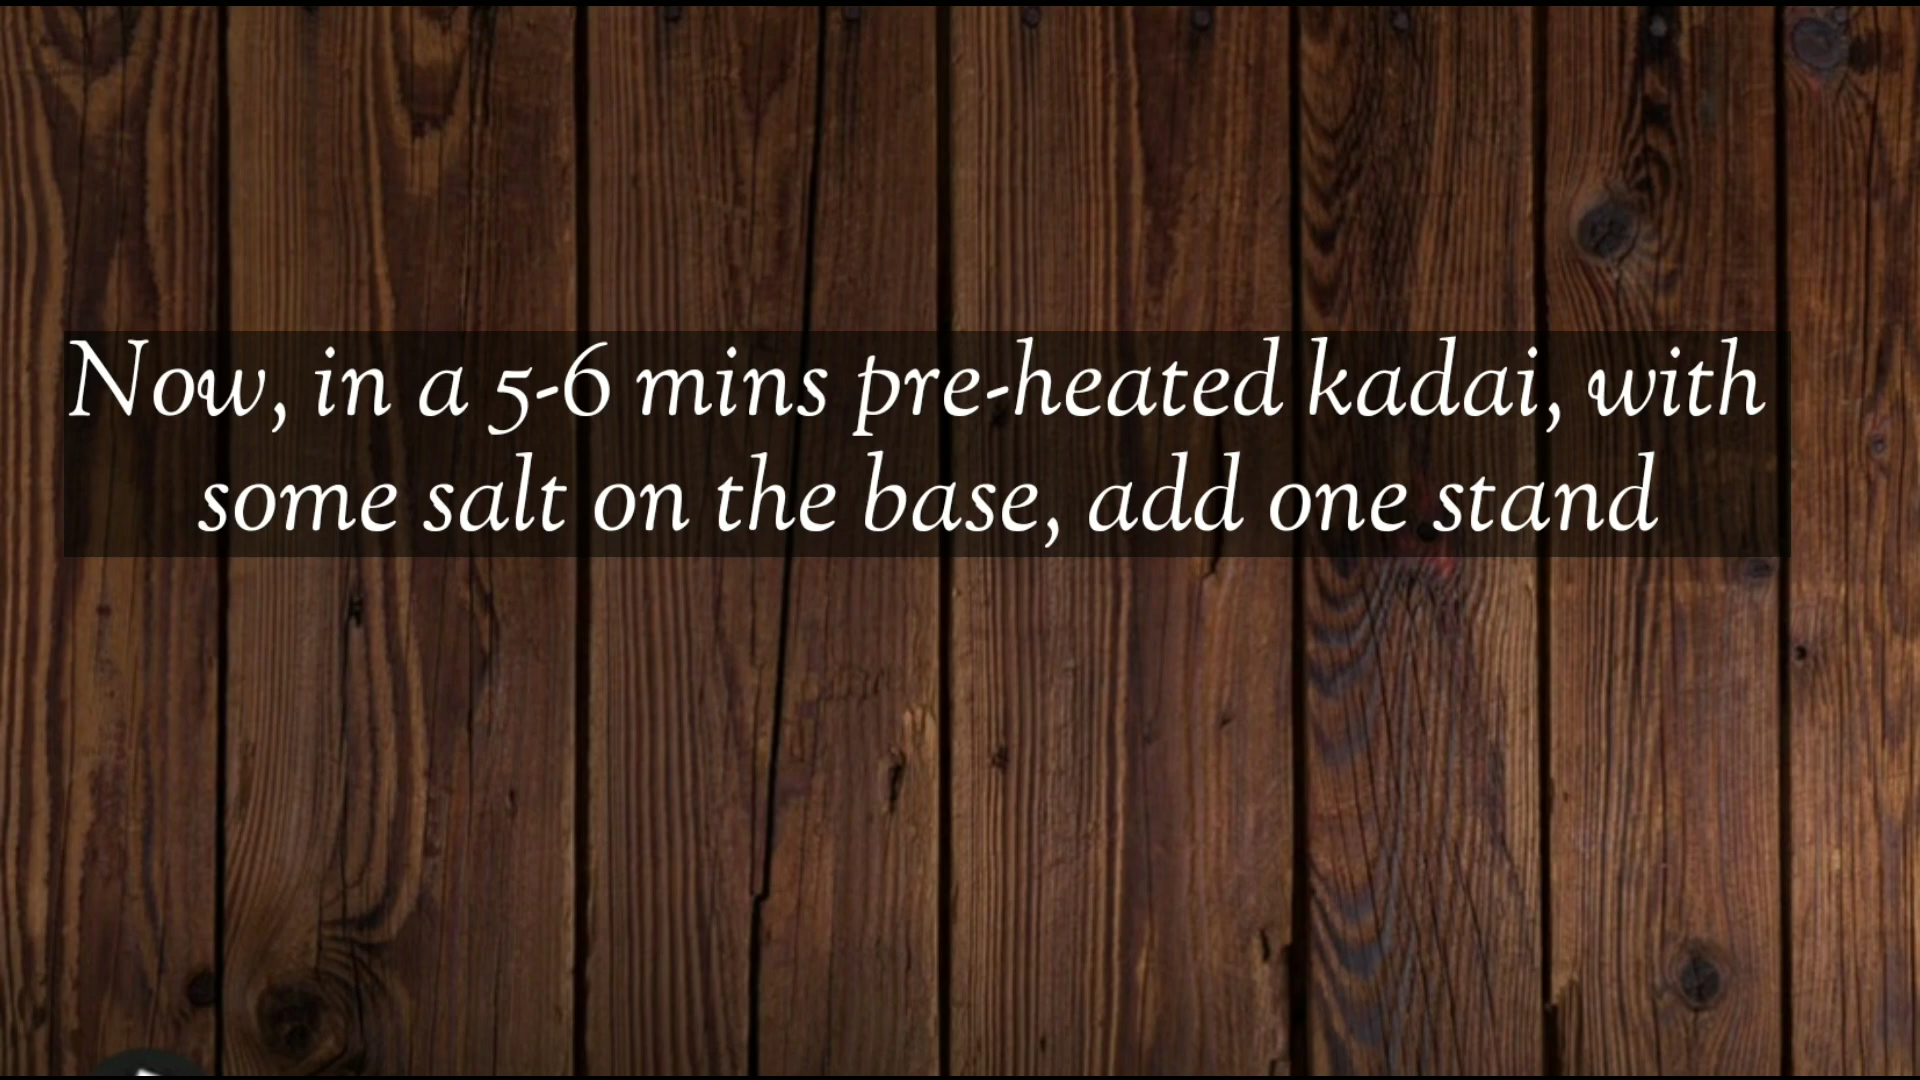 Now, in a 5-6 mins pre-heated kadai, with
some salt on the base, add one stand